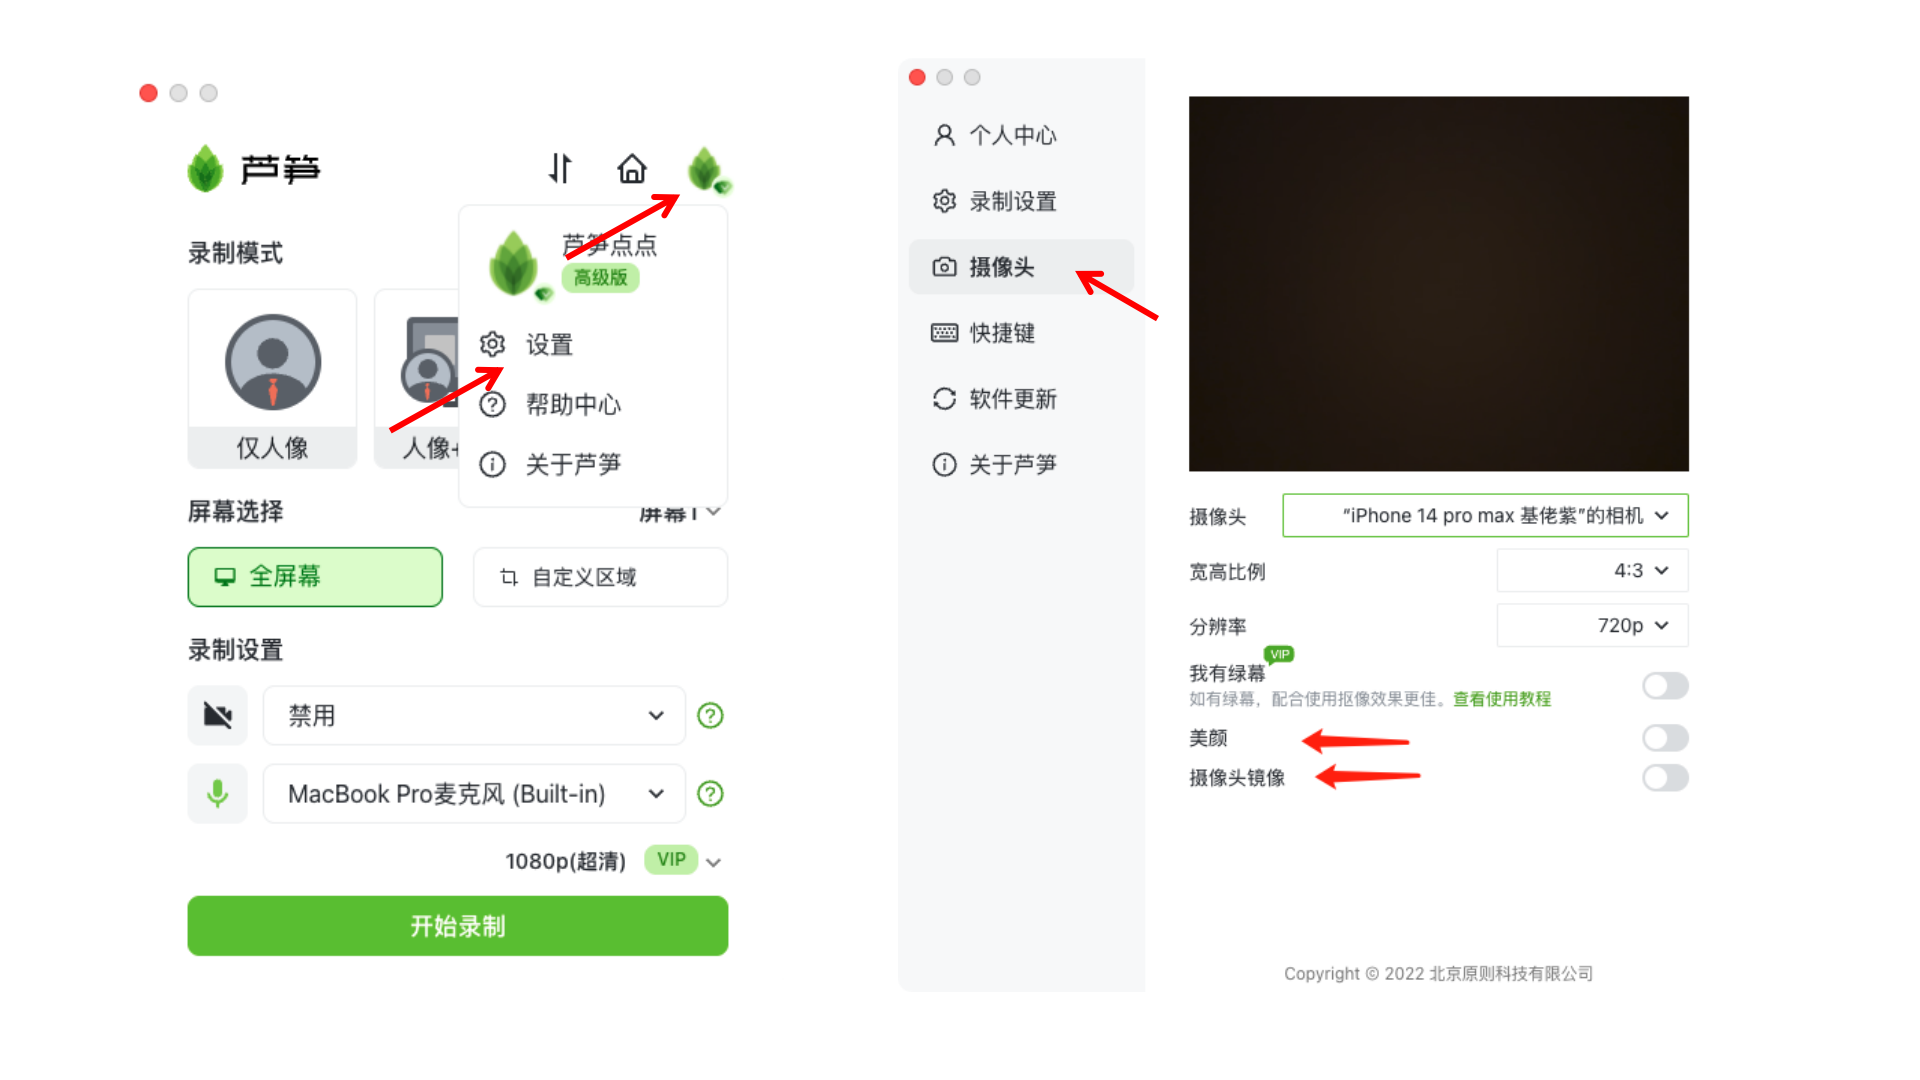 芦笋
芦笋点点
高级版
设置
帮助中心
关于芦笋
录制模式
仅人像
人像+
屏幕选择
屏幕1
全屏幕
自定义区域
录制设置
禁用
MacBook Pro麦克风 (Built-in)
1080p(超清)
VIP
开始录制
个人中心
录制设置
摄像头
快捷键
软件更新
关于芦笋
摄像头
“iPhone 14 pro max 基佬紫”的相机
宽高比例
4:3
分辨率
720p
我有绿幕
VIP
如有绿幕，配合使用抠像效果更佳。查看使用教程
美颜
摄像头镜像
Copyright © 2022 北京原则科技有限公司